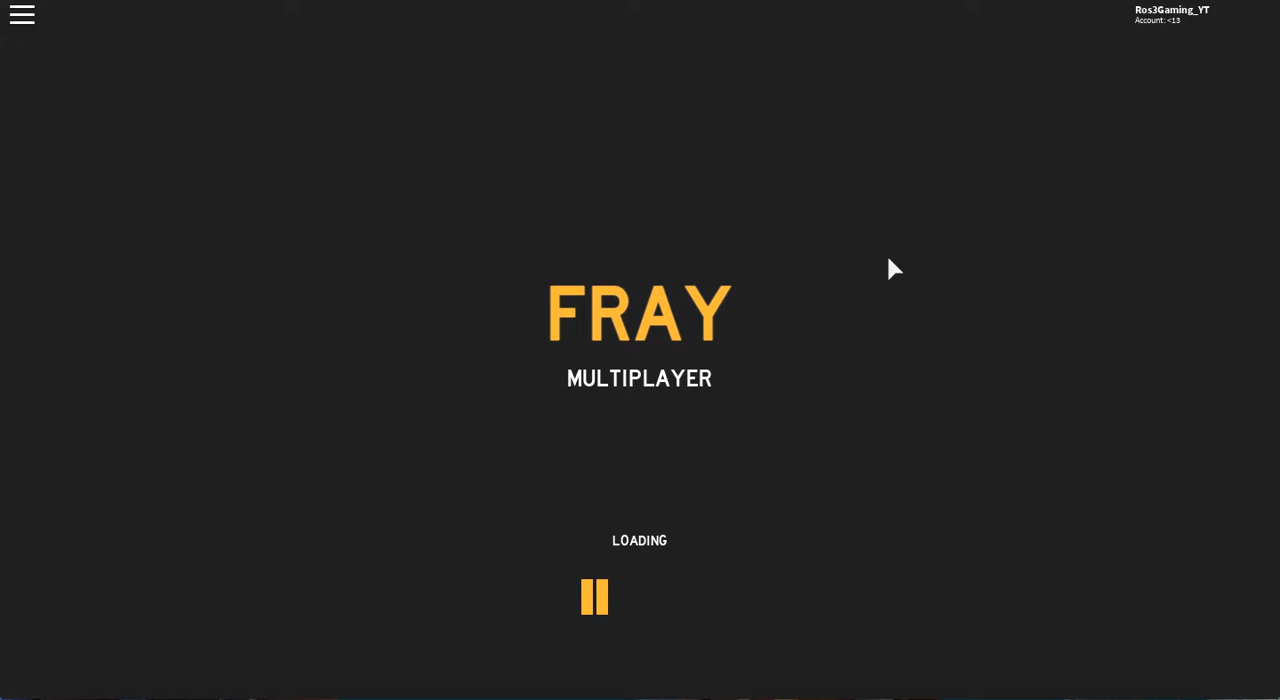 Ros3Gaming_YT
Account: <13
FRAY
MULTIPLAYER
LOADING